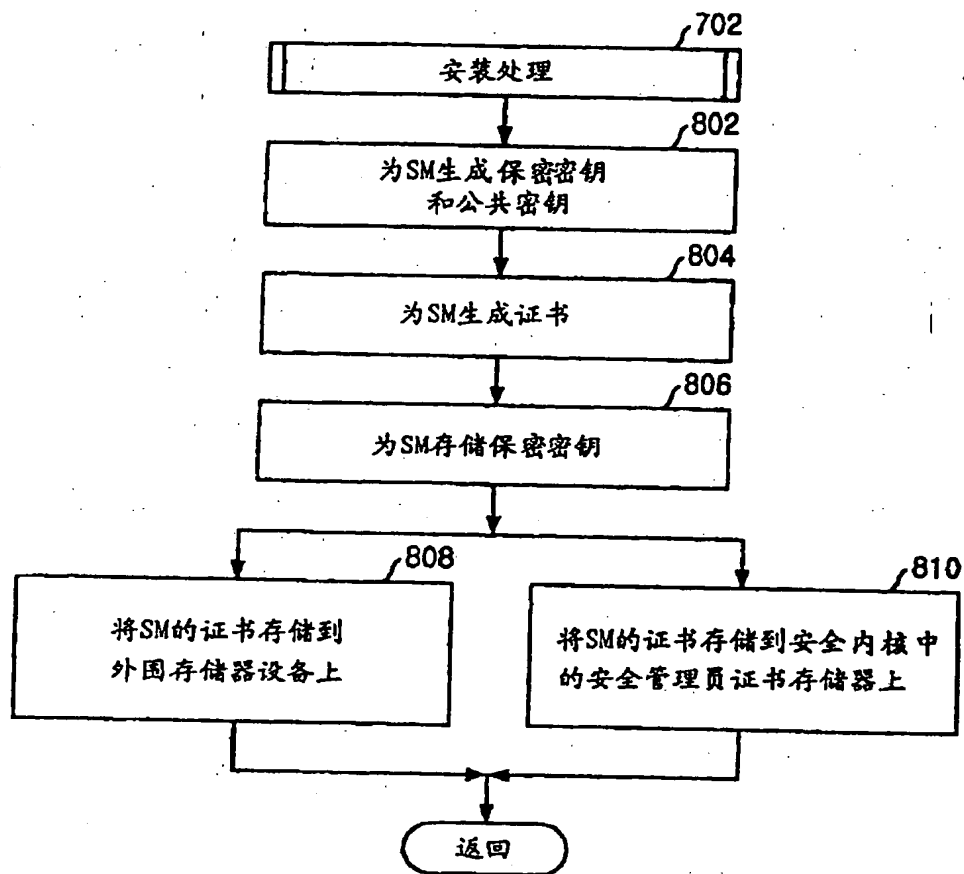 702
安装处理
802
为SM生成保密密钥
和公共密钥
804
为SM生成证书
806
为SM存储保密密钥
808
将SM的证书存储到
外围存储器设备上
810
将SM的证书存储到安全内核中
的安全管理员证书存储器上
返回